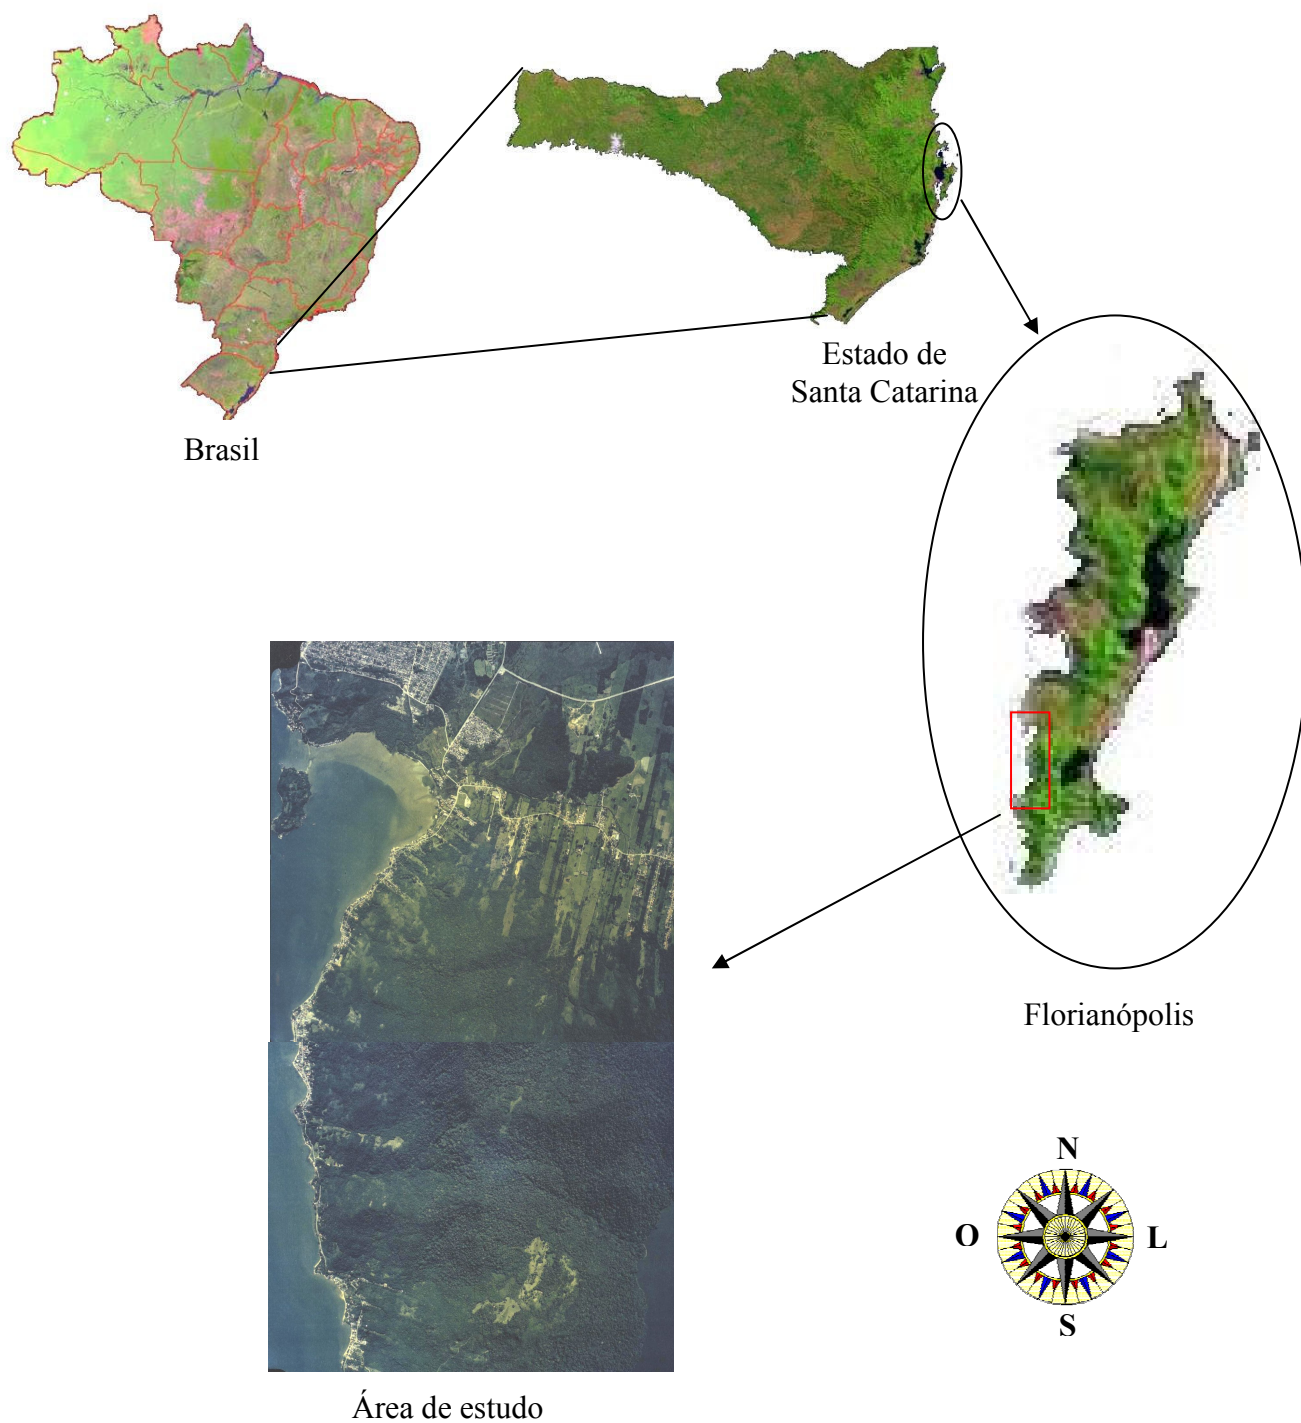 Brasil
Estado de
Santa Catarina
Florianópolis
N
O
L
S
Área de estudo